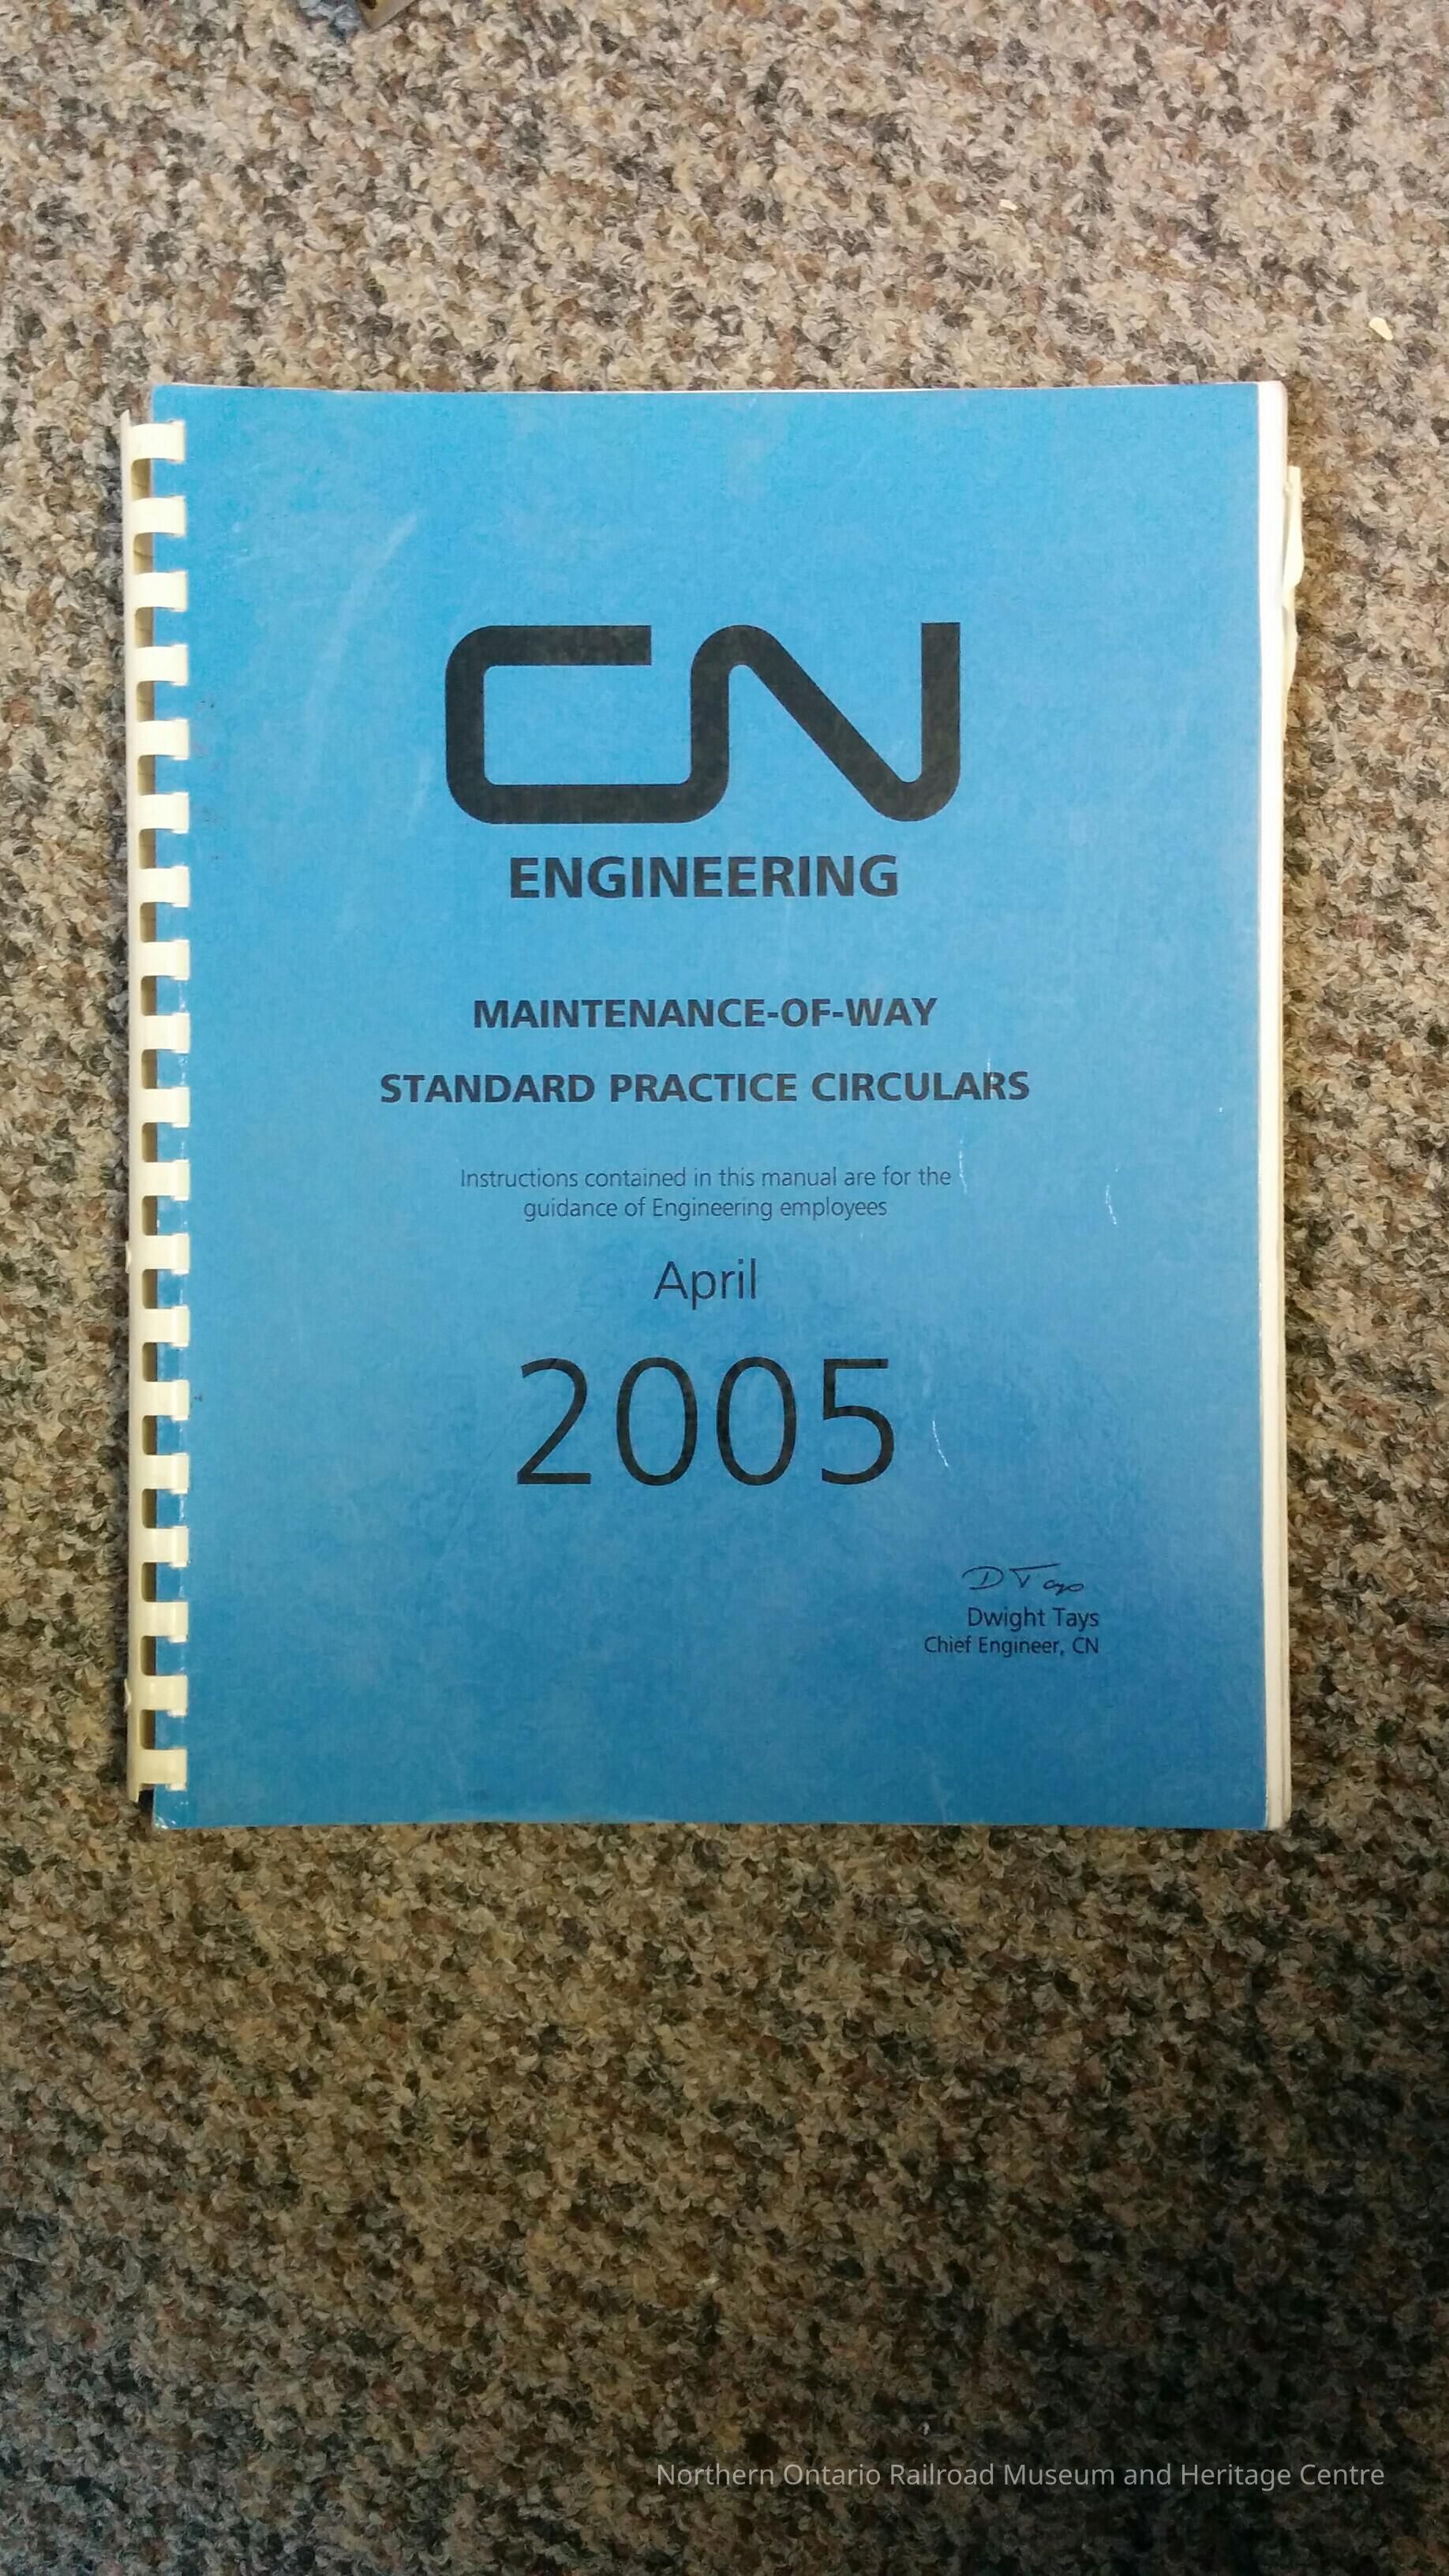 CN
ENGINEERING
MAINTENANCE-OF-WAY
STANDARD PRACTICE CIRCULARS
Instructions contained in this manual are for the
guidance of Engineering employees
April
2005
D Tays
Dwight Tays
Chief Engineer, CN
Northern Ontario Railroad Museum and Heritage Centre